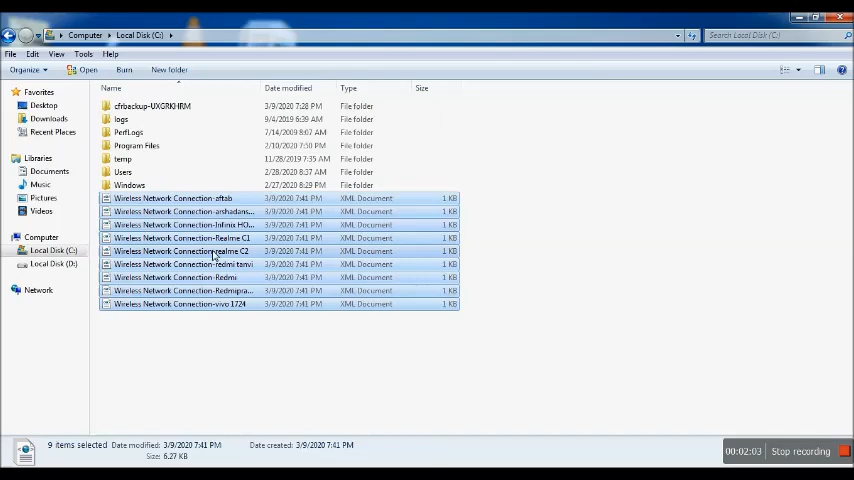 Computer ▸ Local Disk (C:) ▸
Search Local Disk (C:)
File Edit View Tools Help
Organize Open Burn New folder
Name Date modified Type Size
Favorites
Desktop
Downloads
Recent Places
Libraries
Documents
Music
Pictures
Videos
Computer
Local Disk (C:)
Local Disk (D:)
Network
cfrbackup-UXGRKHRM 3/9/2020 7:28 PM File folder
logs 9/4/2019 6:39 AM File folder
PerfLogs 7/14/2009 8:07 AM File folder
Program Files 2/10/2020 7:50 PM File folder
temp 11/28/2019 7:35 AM File folder
Users 2/28/2020 8:37 AM File folder
Windows 2/27/2020 8:29 PM File folder
Wireless Network Connection-aftab 3/9/2020 7:41 PM XML Document 1 KB
Wireless Network Connection-arshadans... 3/9/2020 7:41 PM XML Document 1 KB
Wireless Network Connection-Infinix HO... 3/9/2020 7:41 PM XML Document 1 KB
Wireless Network Connection-Realme C1 3/9/2020 7:41 PM XML Document 1 KB
Wireless Network Connection-realme C2 3/9/2020 7:41 PM XML Document 1 KB
Wireless Network Connection-redmi tanvi 3/9/2020 7:41 PM XML Document 1 KB
Wireless Network Connection-Redmi 3/9/2020 7:41 PM XML Document 1 KB
Wireless Network Connection-Redmipra... 3/9/2020 7:41 PM XML Document 1 KB
Wireless Network Connection-vivo 1724 3/9/2020 7:41 PM XML Document 1 KB
9 items selected Date modified: 3/9/2020 7:41 PM Date created: 3/9/2020 7:41 PM
Size: 6.27 KB
00:02:03 Stop recording